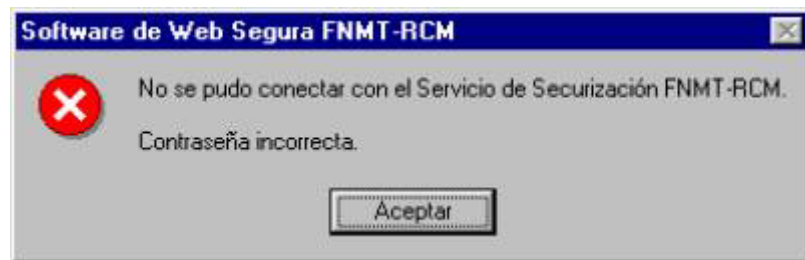 Software de Web Segura FNMT-RCM
No se pudo conectar con el Servicio de Securización FNMT-RCM.
Contraseña incorrecta.
Aceptar